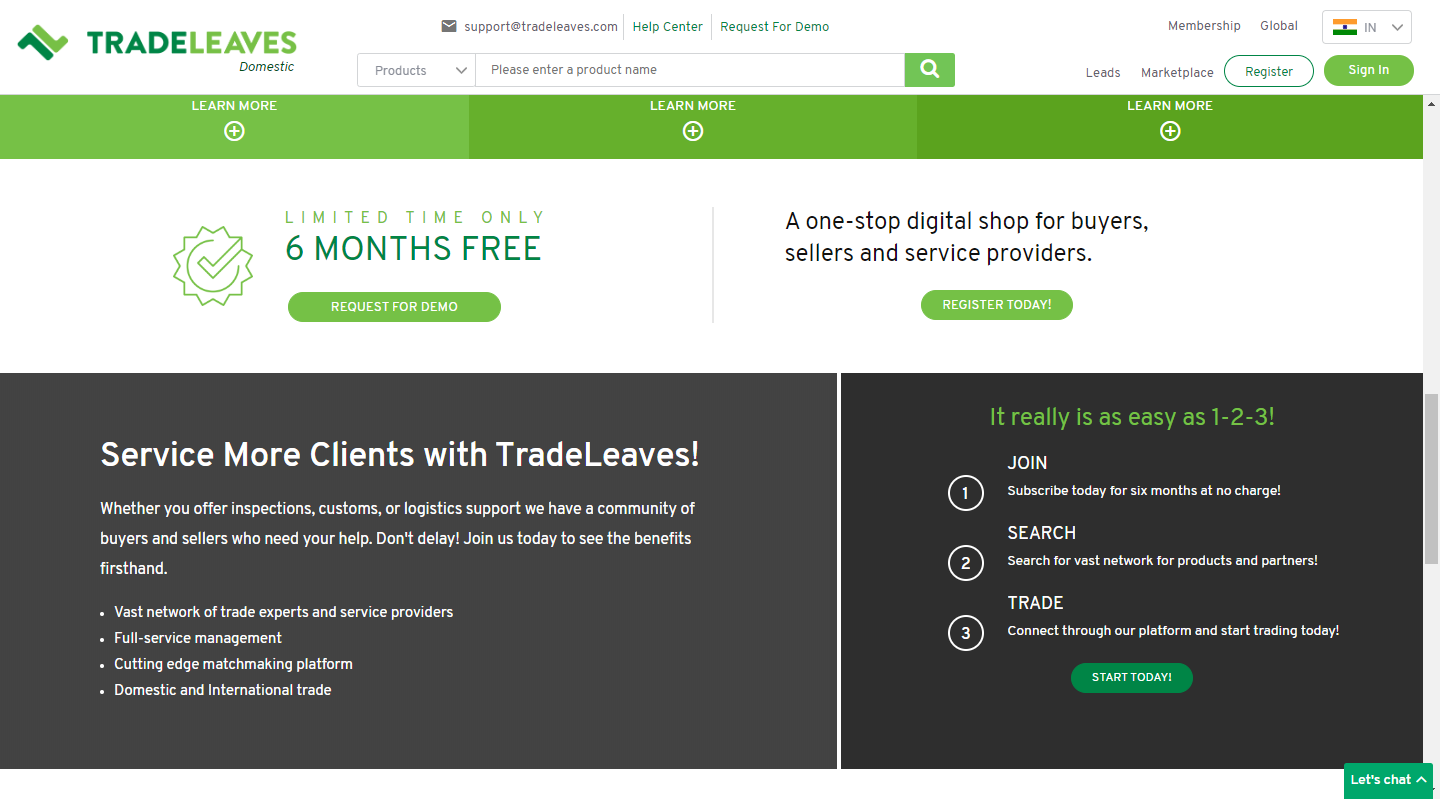 support@tradeleaves.com Help Center Request For Demo
Membership Global IN
TRADELEAVES
Domestic
Products Please enter a product name
Leads Marketplace Register Sign In
LEARN MORE LEARN MORE LEARN MORE
LIMITED TIME ONLY
6 MONTHS FREE
REQUEST FOR DEMO
A one-stop digital shop for buyers,
sellers and service providers.
REGISTER TODAY!
Service More Clients with TradeLeaves!
Whether you offer inspections, customs, or logistics support we have a community of
buyers and sellers who need your help. Don't delay! Join us today to see the benefits
firsthand.
• Vast network of trade experts and service providers
• Full-service management
• Cutting edge matchmaking platform
• Domestic and International trade
It really is as easy as 1-2-3!
JOIN
1 Subscribe today for six months at no charge!
SEARCH
2 Search for vast network for products and partners!
TRADE
3 Connect through our platform and start trading today!
START TODAY!
Let's chat